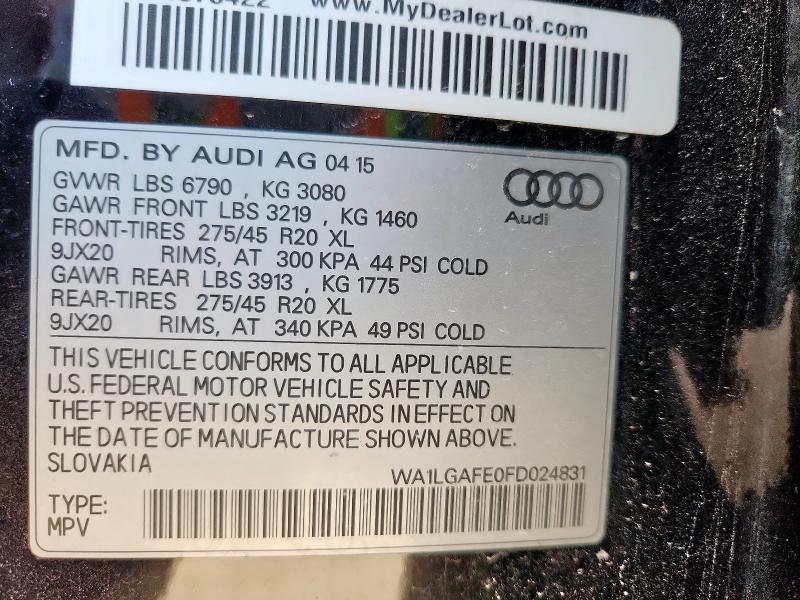 www.MyDealerLot.com
MFD. BY AUDI AG 04 15
GVWR LBS 6790 , KG 3080
GAWR FRONT LBS 3219 , KG 1460
FRONT-TIRES 275/45 R20 XL
9JX20 RIMS, AT 300 KPA 44 PSI COLD
GAWR REAR LBS 3913 , KG 1775
REAR-TIRES 275/45 R20 XL
9JX20 RIMS, AT 340 KPA 49 PSI COLD
Audi
THIS VEHICLE CONFORMS TO ALL APPLICABLE
U.S. FEDERAL MOTOR VEHICLE SAFETY AND
THEFT PREVENTION STANDARDS IN EFFECT ON
THE DATE OF MANUFACTURE SHOWN ABOVE.
SLOVAKIA
WA1LGAFE0FD024831
TYPE:
MPV